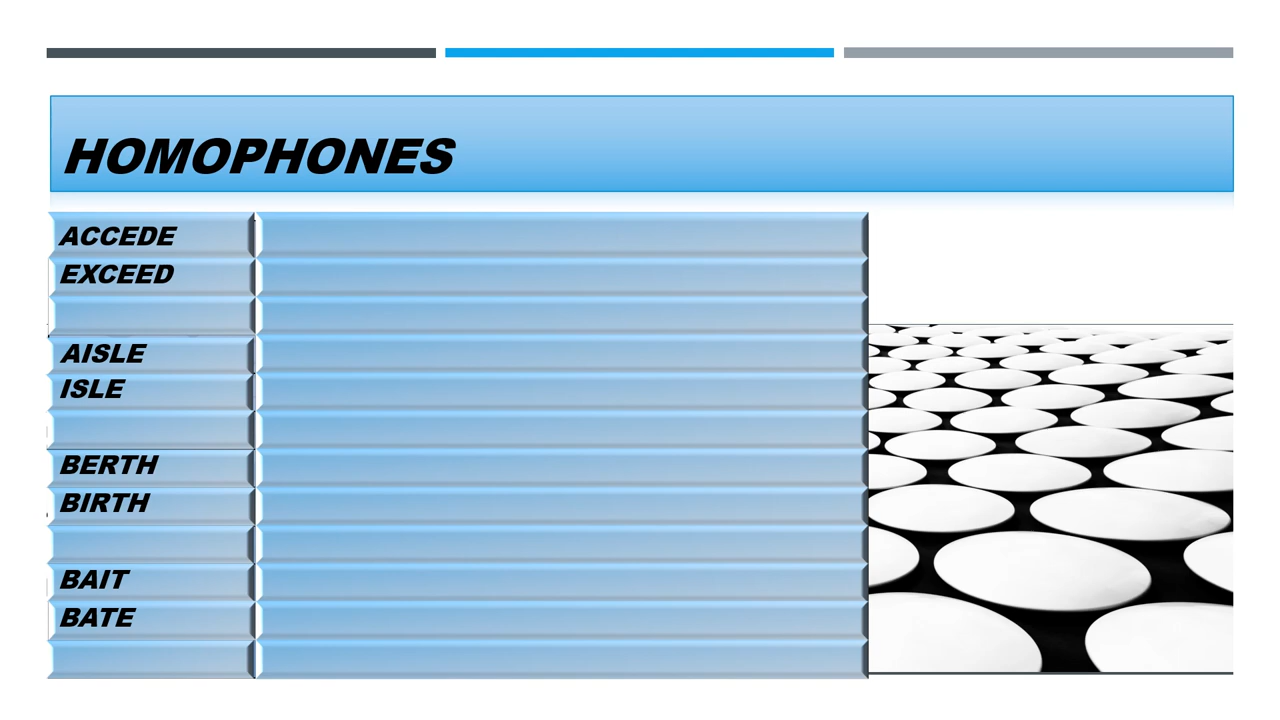 HOMOPHONES
ACCEDE
EXCEED
AISLE
ISLE
BERTH
BIRTH
BAIT
BATE